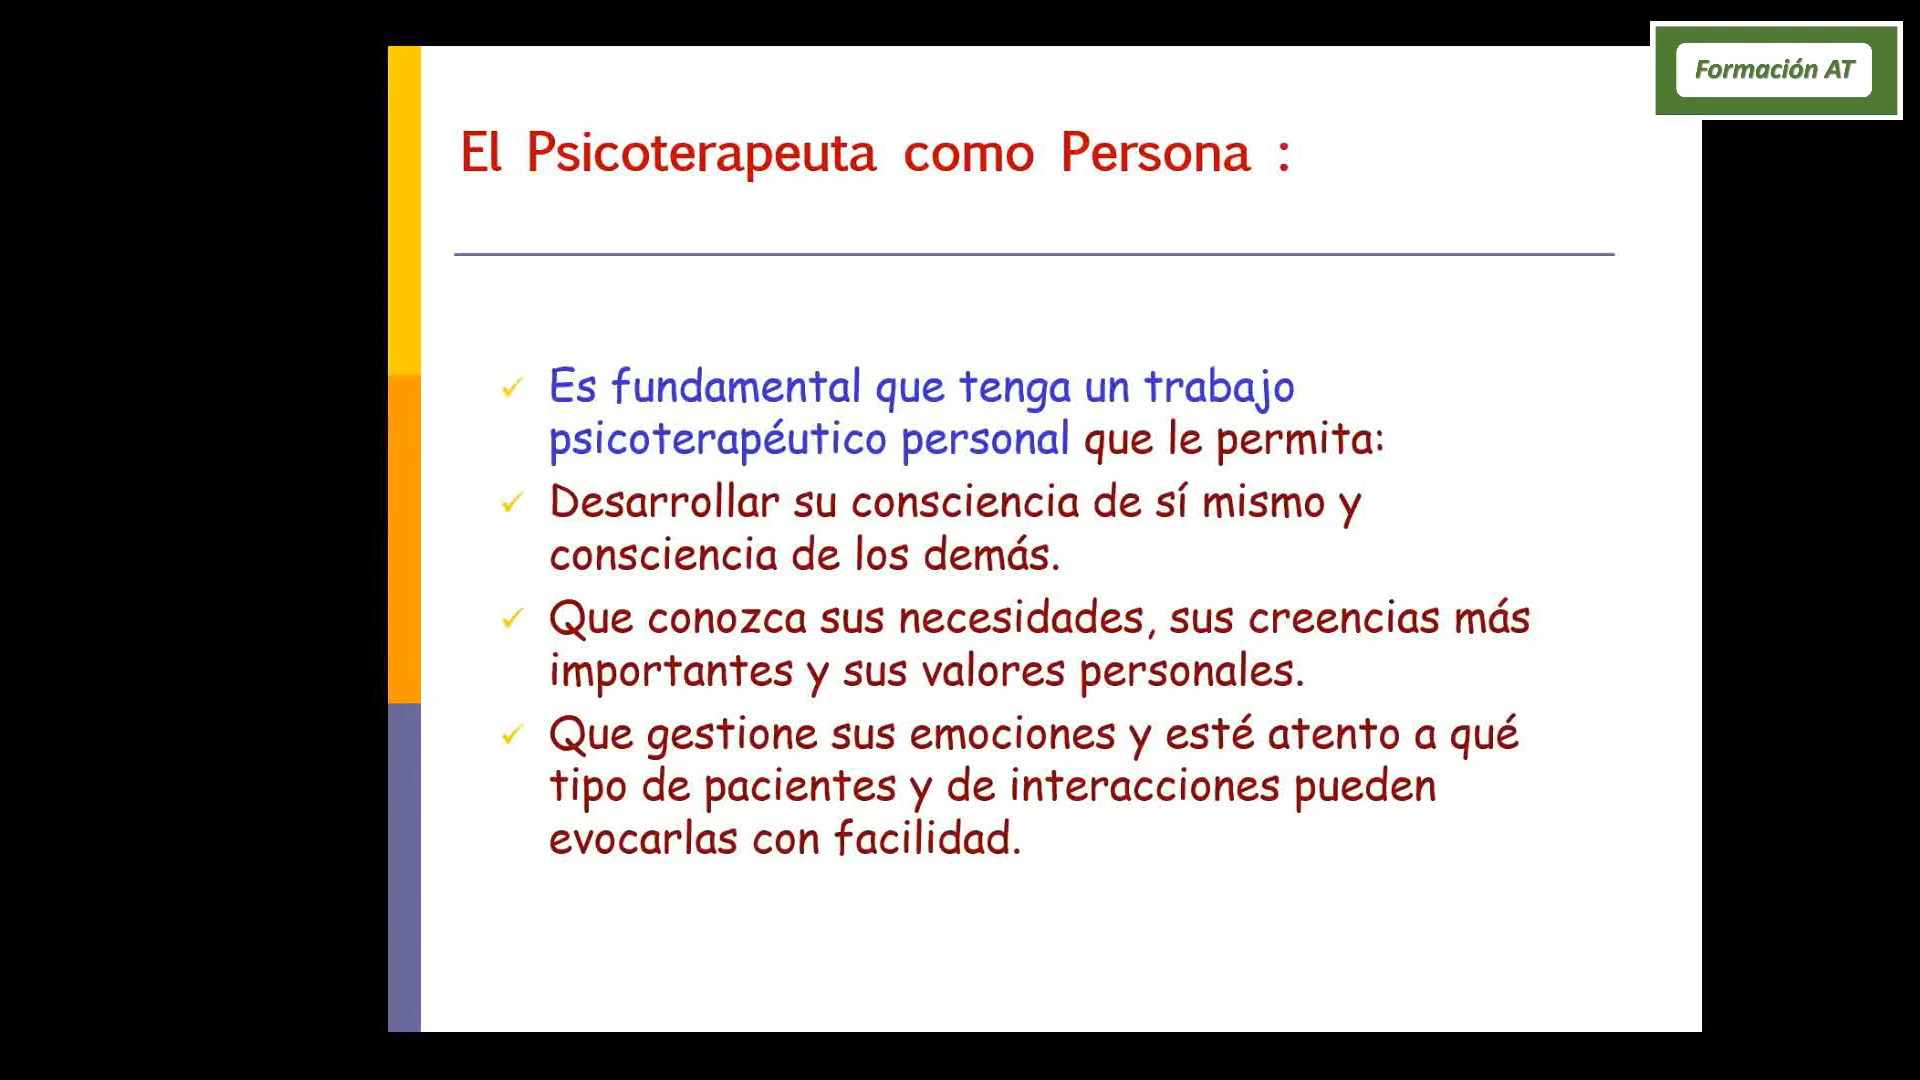 Formación AT
El Psicoterapeuta como Persona :
Es fundamental que tenga un trabajo
psicoterapéutico personal que le permita:
Desarrollar su consciencia de sí mismo y
consciencia de los demás.
Que conozca sus necesidades, sus creencias más
importantes y sus valores personales.
Que gestione sus emociones y esté atento a qué
tipo de pacientes y de interacciones pueden
evocarlas con facilidad.